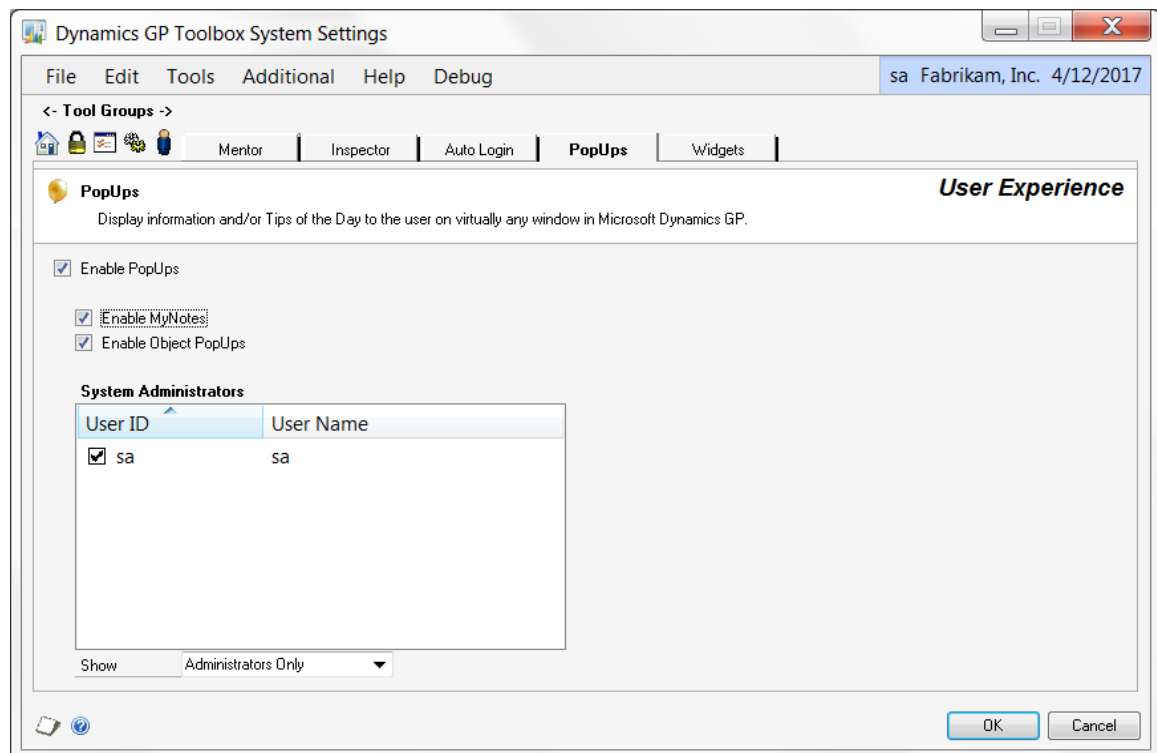 Dynamics GP Toolbox System Settings
File Edit Tools Additional Help Debug sa Fabrikam, Inc. 4/12/2017
<- Tool Groups ->
Mentor Inspector Auto Login PopUps Widgets
PopUps User Experience
Display information and/or Tips of the Day to the user on virtually any window in Microsoft Dynamics GP.
Enable PopUps
Enable MyNotes
Enable Object PopUps
System Administrators
User ID User Name
sa sa
Show Administrators Only
OK Cancel